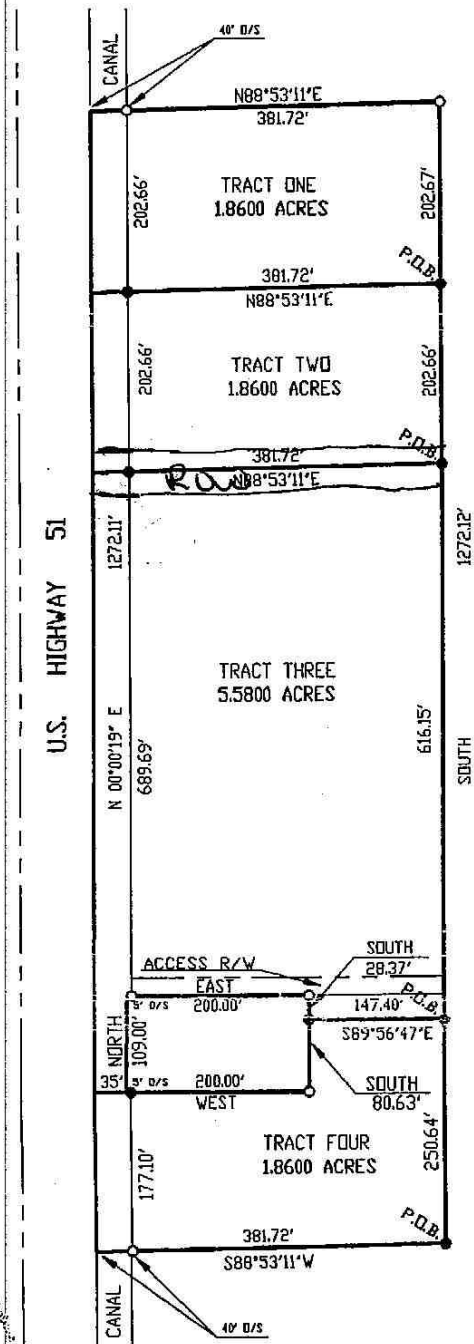 40' O/S
CANAL
N88°53'11"E
381.72'
TRACT ONE
1.8600 ACRES
202.66'
202.67'
P.O.B.
381.72'
N88°53'11"E
TRACT TWO
1.8600 ACRES
202.66'
202.66'
P.O.B.
381.72'
N88°53'11"E
ROW
U.S. HIGHWAY 51
1272.11'
N 00°00'19" E
689.69'
TRACT THREE
5.5800 ACRES
616.15'
1272.12'
SOUTH
ACCESS R/W
SOUTH
28.37'
EAST
5' O/S
200.00'
P.O.B.
147.40'
S89°56'47"E
NORTH
109.00'
35'
5' O/S
200.00'
WEST
SOUTH
80.63'
TRACT FOUR
1.8600 ACRES
177.10'
250.64'
P.O.B.
381.72'
S88°53'11"W
CANAL
40' O/S